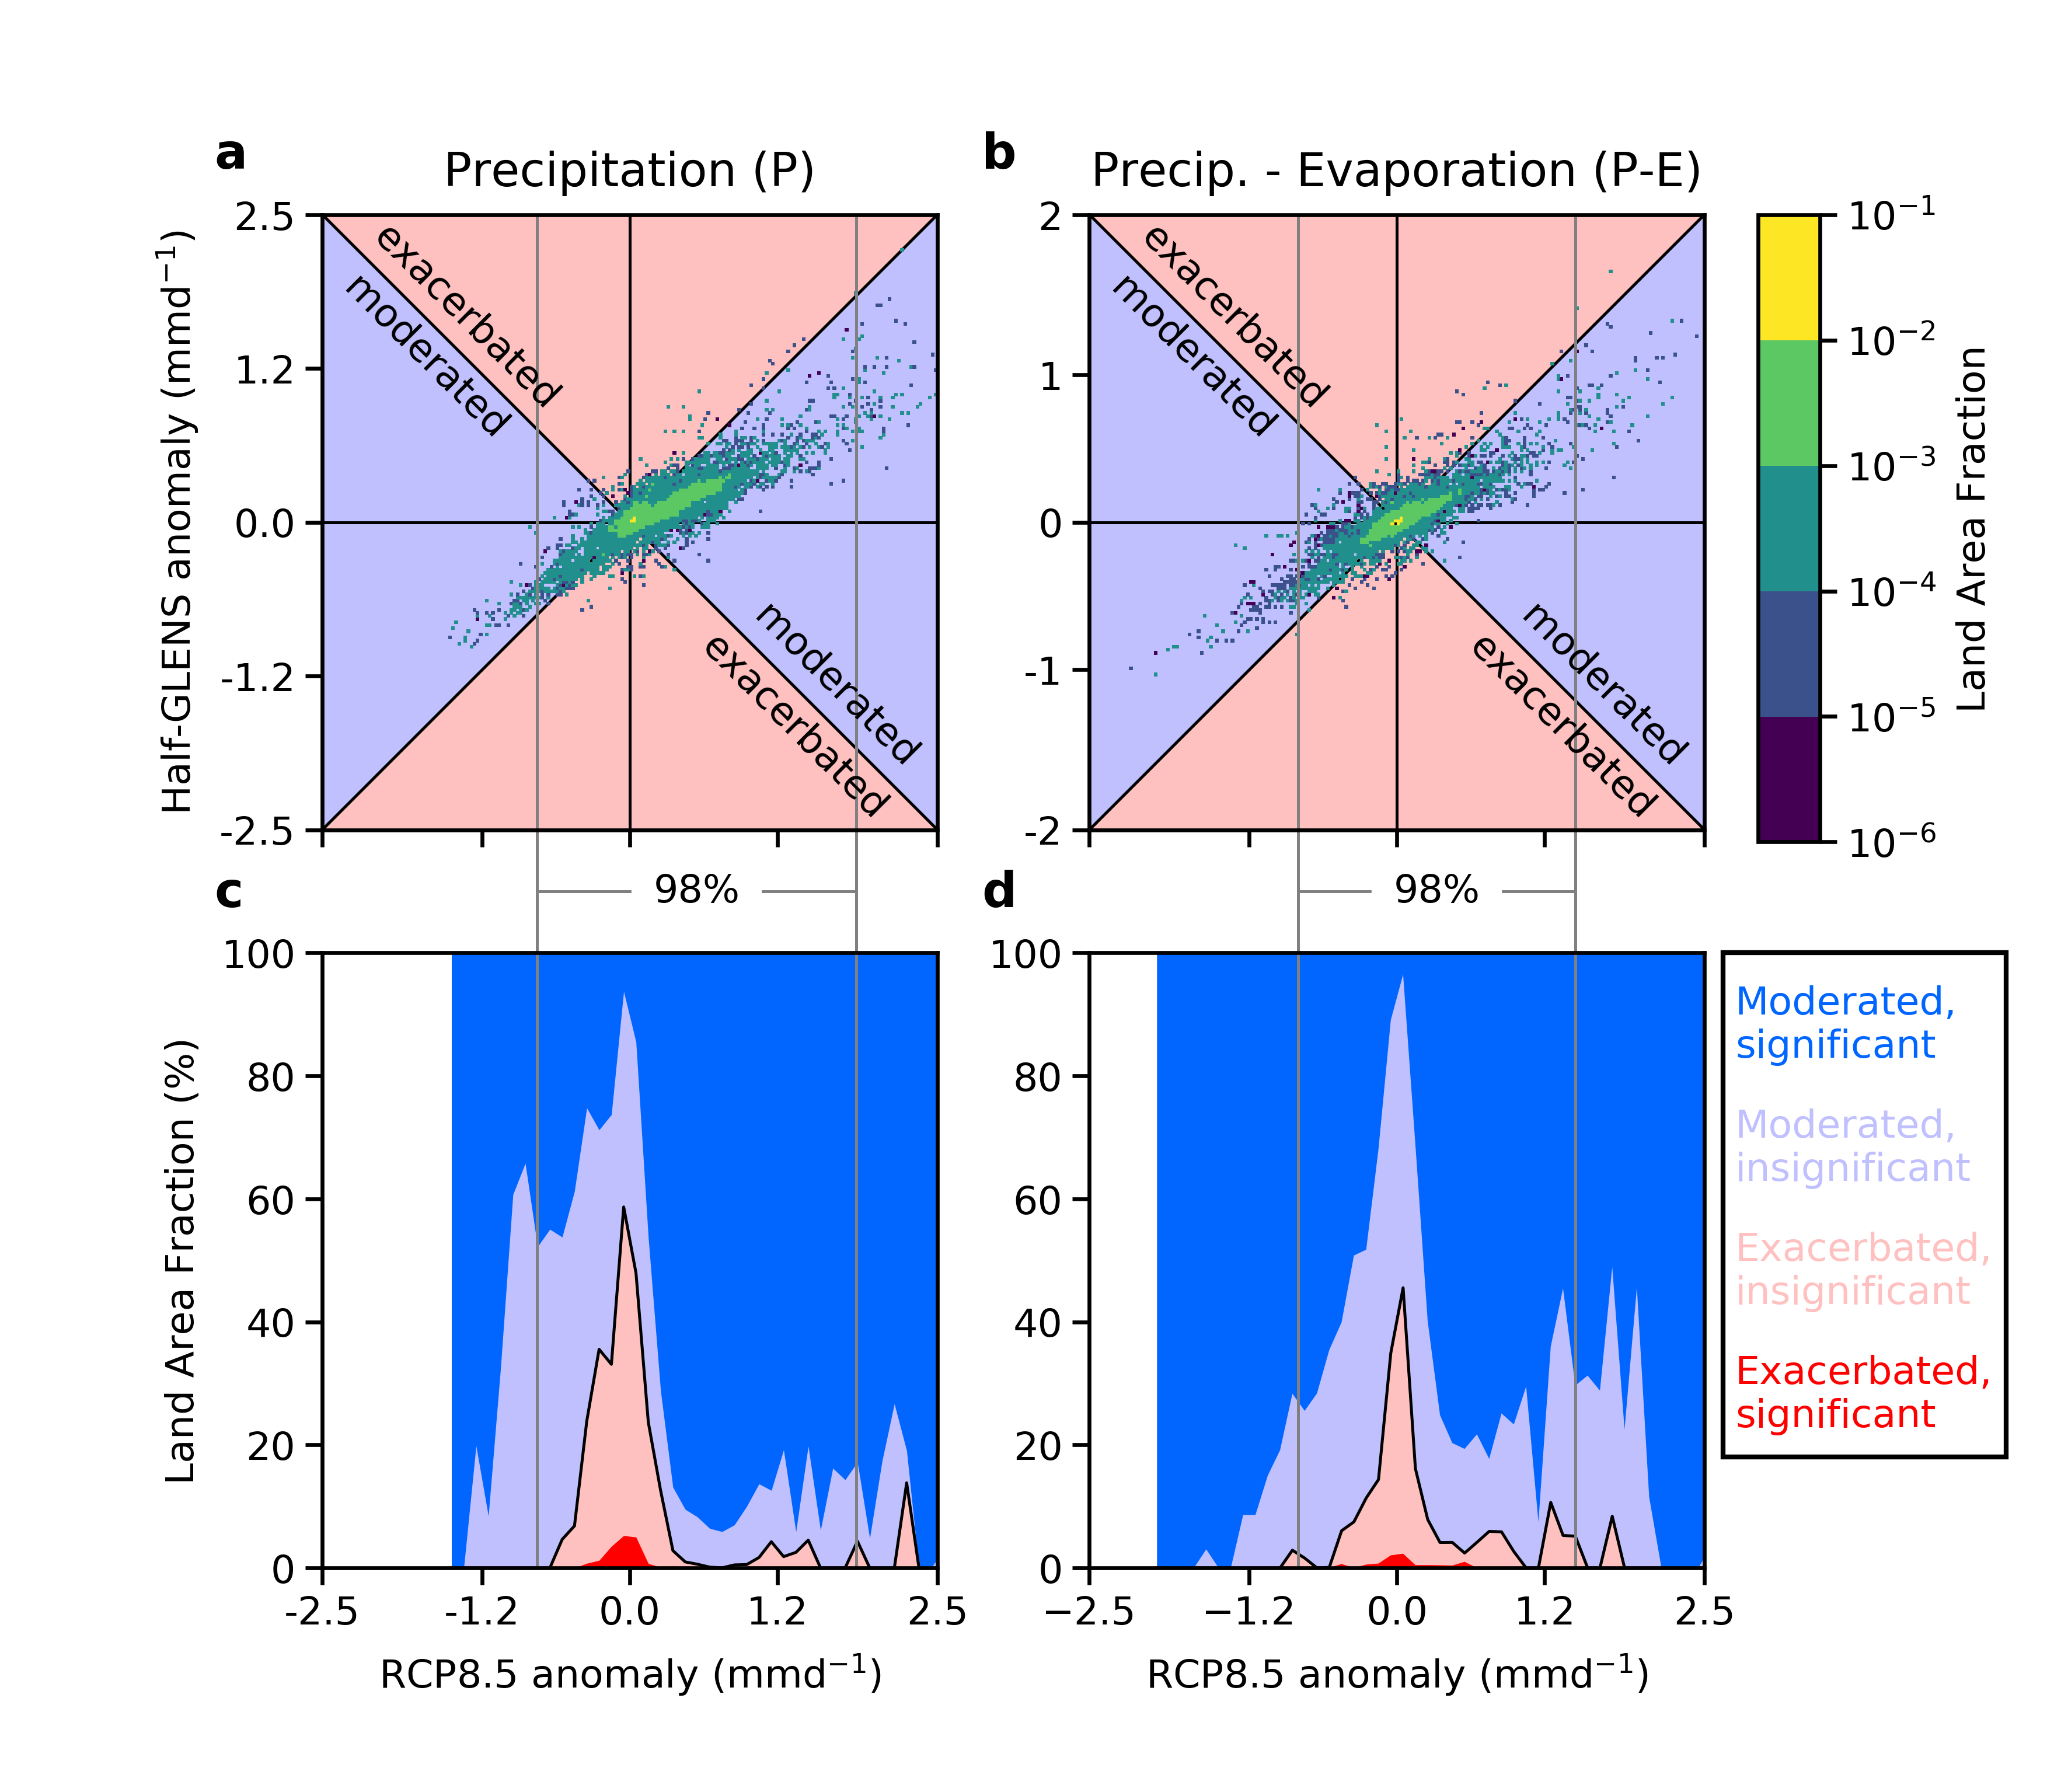 a
Precipitation (P)
b
Precip. - Evaporation (P-E)
Half-GLENS anomaly (mmd⁻¹)
2.5
1.2
0.0
-1.2
-2.5
exacerbated
moderated
moderated
exacerbated
2
1
0
-1
-2
exacerbated
moderated
moderated
exacerbated
10⁻¹
10⁻²
10⁻³
10⁻⁴
10⁻⁵
10⁻⁶
Land Area Fraction
c
98%
d
98%
Land Area Fraction (%)
100
80
60
40
20
0
-2.5
-1.2
0.0
1.2
2.5
RCP8.5 anomaly (mmd⁻¹)
100
80
60
40
20
0
−2.5
−1.2
0.0
1.2
2.5
RCP8.5 anomaly (mmd⁻¹)
Moderated,
significant
Moderated,
insignificant
Exacerbated,
insignificant
Exacerbated,
significant